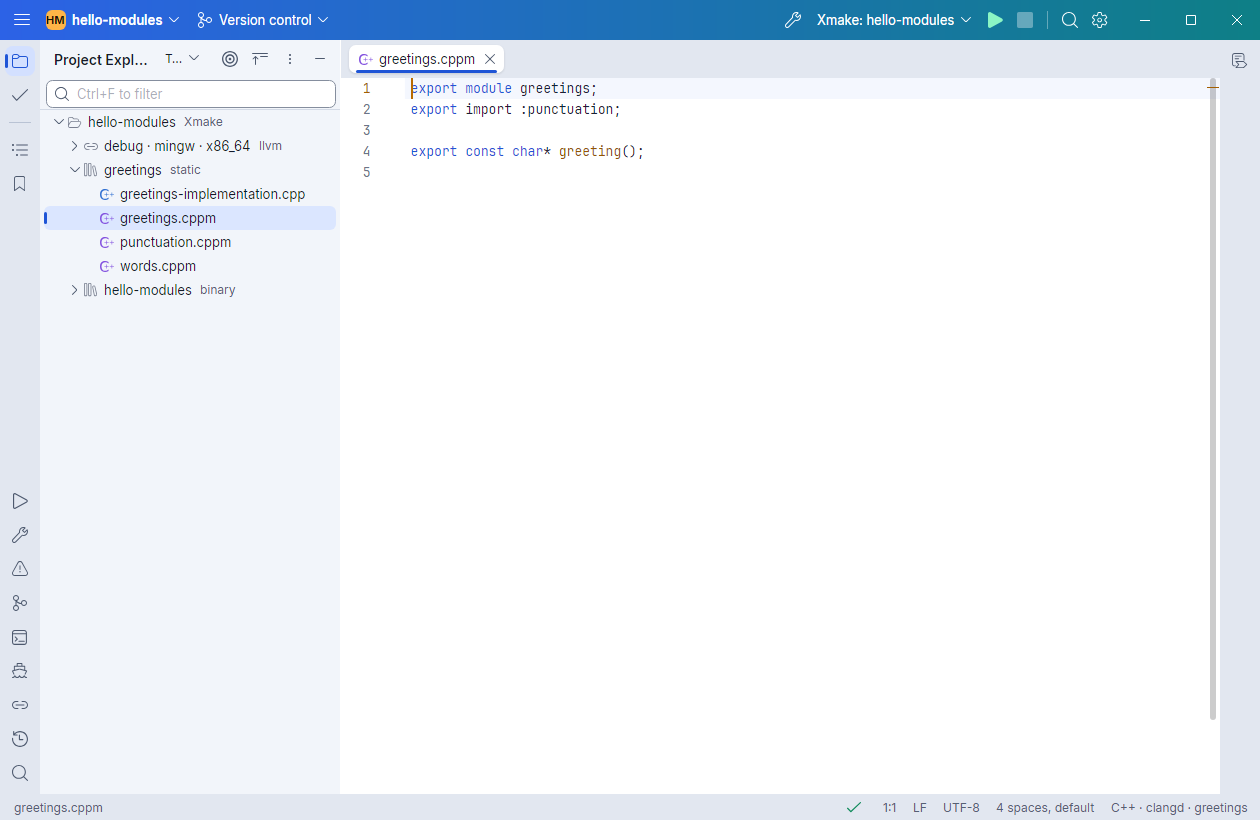 HM hello-modules Version control Xmake: hello-modules
Project Expl... T...
greetings.cppm
Ctrl+F to filter
hello-modules Xmake
debug · mingw · x86_64 llvm
greetings static
greetings-implementation.cpp
greetings.cppm
punctuation.cppm
words.cppm
hello-modules binary
1 export module greetings;
2 export import :punctuation;
3
4 export const char* greeting();
5
greetings.cppm 1:1 LF UTF-8 4 spaces, default C++ · clangd · greetings